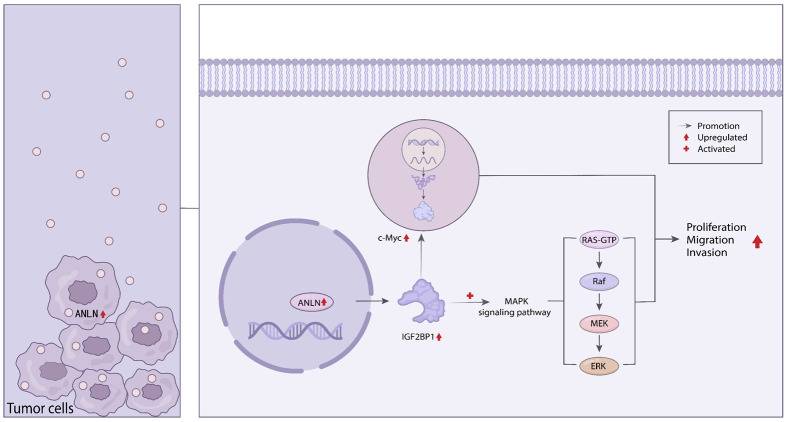 Promotion
Upregulated
Activated
c-Myc
RAS-GTP
Proliferation
Migration
Invasion
Raf
ANLN
MAPK
signaling pathway
ANLN
MEK
IGF2BP1
ERK
Tumor cells